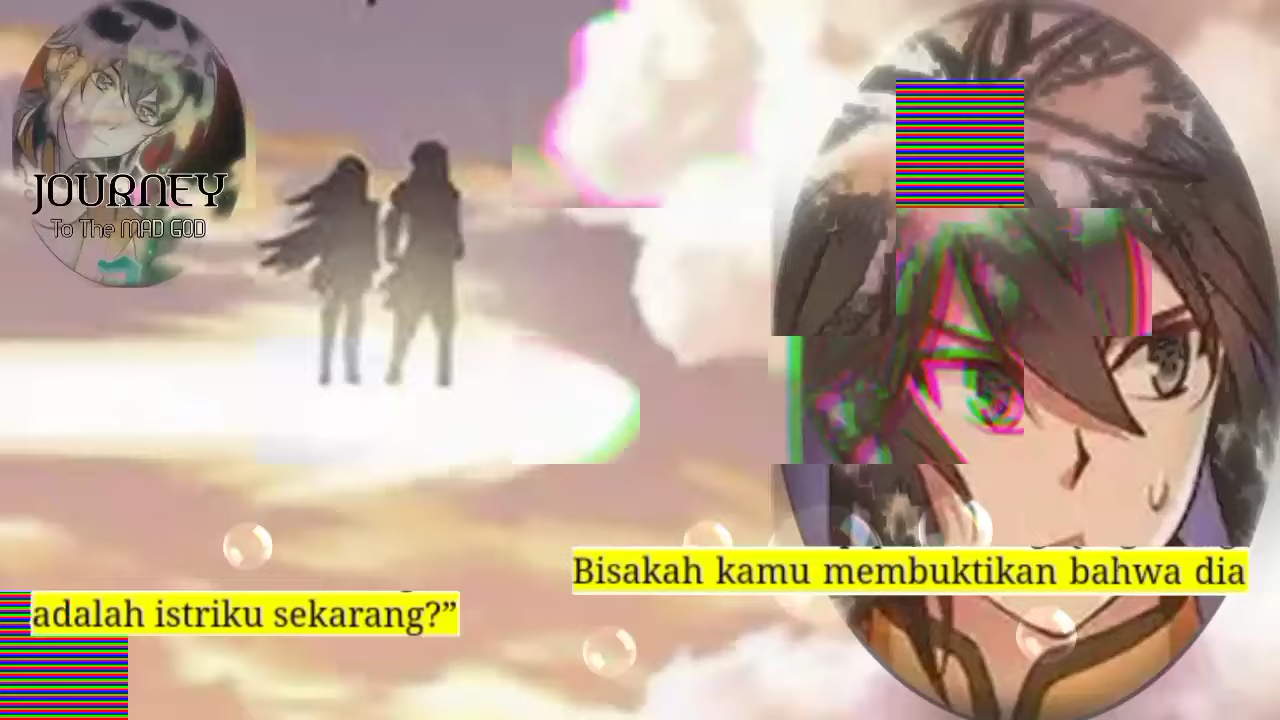 JOURNEY
To The MAD GOD
Bisakah kamu membuktikan bahwa dia
adalah istriku sekarang?”